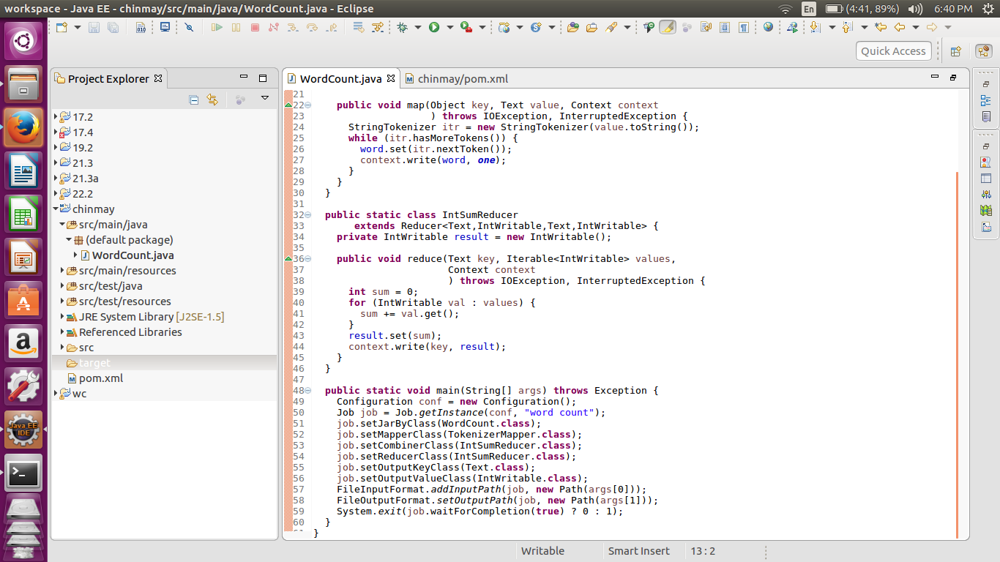 workspace - Java EE - chinmay/src/main/java/WordCount.java - Eclipse
En
(4:41, 89%)
6:40 PM
Quick Access
Project Explorer
17.2
17.4
19.2
21.3
21.3a
22.2
chinmay
src/main/java
(default package)
WordCount.java
src/main/resources
src/test/java
src/test/resources
JRE System Library [J2SE-1.5]
Referenced Libraries
src
target
pom.xml
wc
Java EE
IDE
WordCount.java
chinmay/pom.xml
21
22 public void map(Object key, Text value, Context context
23 ) throws IOException, InterruptedException {
24 StringTokenizer itr = new StringTokenizer(value.toString());
25 while (itr.hasMoreTokens()) {
26 word.set(itr.nextToken());
27 context.write(word, one);
28 }
29 }
30 }
31
32 public static class IntSumReducer
33 extends Reducer<Text,IntWritable,Text,IntWritable> {
34 private IntWritable result = new IntWritable();
35
36 public void reduce(Text key, Iterable<IntWritable> values,
37 Context context
38 ) throws IOException, InterruptedException {
39 int sum = 0;
40 for (IntWritable val : values) {
41 sum += val.get();
42 }
43 result.set(sum);
44 context.write(key, result);
45 }
46 }
47
48 public static void main(String[] args) throws Exception {
49 Configuration conf = new Configuration();
50 Job job = Job.getInstance(conf, "word count");
51 job.setJarByClass(WordCount.class);
52 job.setMapperClass(TokenizerMapper.class);
53 job.setCombinerClass(IntSumReducer.class);
54 job.setReducerClass(IntSumReducer.class);
55 job.setOutputKeyClass(Text.class);
56 job.setOutputValueClass(IntWritable.class);
57 FileInputFormat.addInputPath(job, new Path(args[0]));
58 FileOutputFormat.setOutputPath(job, new Path(args[1]));
59 System.exit(job.waitForCompletion(true) ? 0 : 1);
60 }
61 }
Writable
Smart Insert
13 : 2